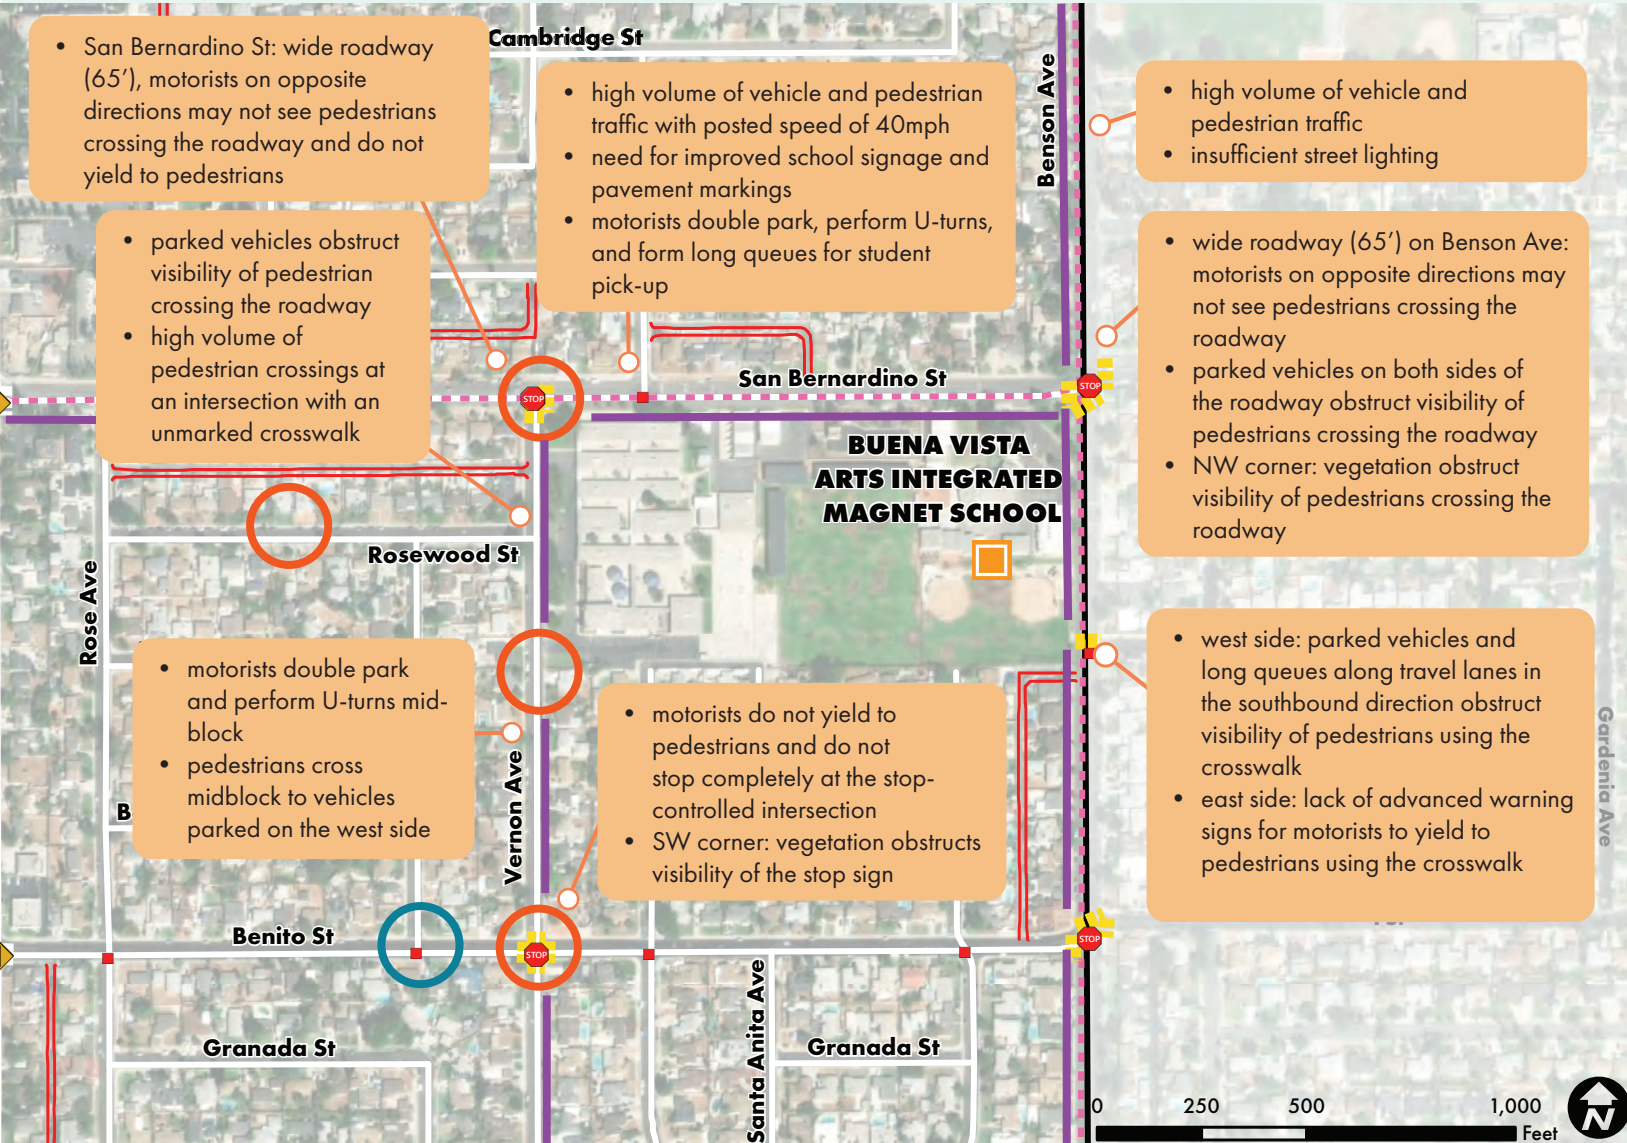 Cambridge St
• San Bernardino St: wide roadway
(65’), motorists on opposite
directions may not see pedestrians
crossing the roadway and do not
yield to pedestrians
• high volume of vehicle and pedestrian
traffic with posted speed of 40mph
• need for improved school signage and
pavement markings
• motorists double park, perform U-turns,
and form long queues for student
pick-up
Benson Ave
• high volume of vehicle and
pedestrian traffic
• insufficient street lighting
• parked vehicles obstruct
visibility of pedestrian
crossing the roadway
• high volume of
pedestrian crossings at
an intersection with an
unmarked crosswalk
• wide roadway (65’) on Benson Ave:
motorists on opposite directions may
not see pedestrians crossing the
roadway
• parked vehicles on both sides of
the roadway obstruct visibility of
pedestrians crossing the roadway
• NW corner: vegetation obstruct
visibility of pedestrians crossing the
roadway
San Bernardino St
STOP
STOP
BUENA VISTA
ARTS INTEGRATED
MAGNET SCHOOL
Rosewood St
Rose Ave
• motorists double park
and perform U-turns mid-
block
• pedestrians cross
midblock to vehicles
parked on the west side
B
Vernon Ave
• motorists do not yield to
pedestrians and do not
stop completely at the stop-
controlled intersection
• SW corner: vegetation obstructs
visibility of the stop sign
• west side: parked vehicles and
long queues along travel lanes in
the southbound direction obstruct
visibility of pedestrians using the
crosswalk
• east side: lack of advanced warning
signs for motorists to yield to
pedestrians using the crosswalk
Gardenia Ave
Benito St
STOP
STOP
Granada St
Santa Anita Ave
Granada St
0 250 500 1,000
Feet
N